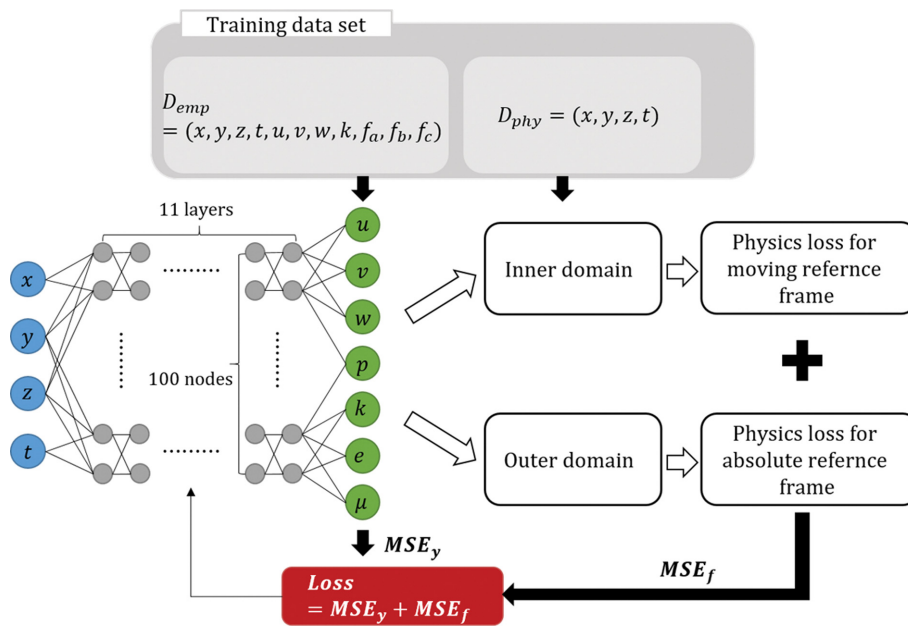 Training data set
D_emp
= (x, y, z, t, u, v, w, k, f_a, f_b, f_c)
D_phy = (x, y, z, t)
11 layers
100 nodes
x
y
z
t
u
v
w
p
k
e
μ
Inner domain
Physics loss for
moving refernce
frame
Outer domain
Physics loss for
absolute refernce
frame
MSE_y
MSE_f
Loss
= MSE_y + MSE_f